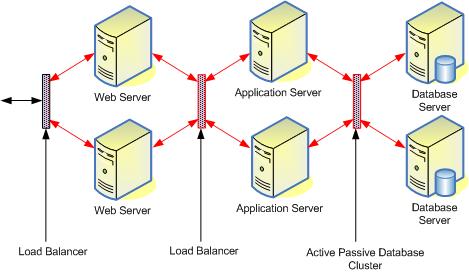 Web Server
Application Server
Database
Server
Web Server
Application Server
Database
Server
Load Balancer
Load Balancer
Active Passive Database
Cluster